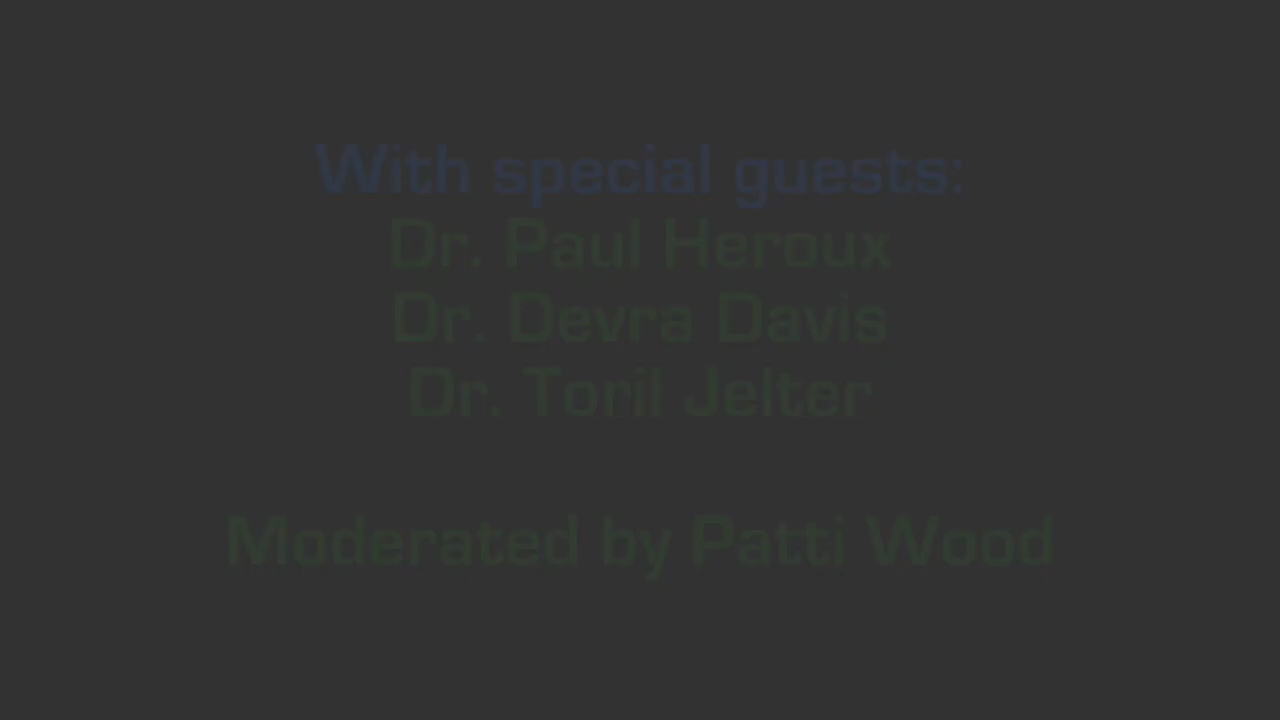 With special guests:
Dr. Paul Heroux
Dr. Devra Davis
Dr. Toril Jelter
Moderated by Patti Wood